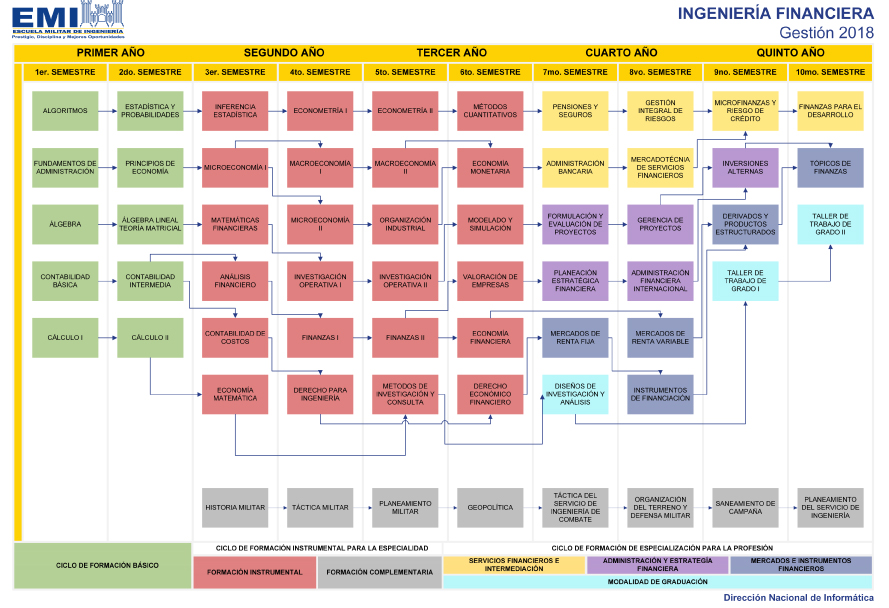 EMI
ESCUELA MILITAR DE INGENIERÍA
Prestigio, Disciplina y Mejores Oportunidades
INGENIERÍA FINANCIERA
Gestión 2018
PRIMER AÑO SEGUNDO AÑO TERCER AÑO CUARTO AÑO QUINTO AÑO
1er. SEMESTRE 2do. SEMESTRE 3er. SEMESTRE 4to. SEMESTRE 5to. SEMESTRE 6to. SEMESTRE 7mo. SEMESTRE 8vo. SEMESTRE 9no. SEMESTRE 10mo. SEMESTRE
ALGORITMOS
ESTADÍSTICA Y
PROBABILIDADES
INFERENCIA
ESTADÍSTICA
ECONOMETRÍA I
ECONOMETRÍA II
MÉTODOS
CUANTITATIVOS
PENSIONES Y
SEGUROS
GESTIÓN
INTEGRAL DE
RIESGOS
MICROFINANZAS Y
RIESGO DE
CRÉDITO
FINANZAS PARA EL
DESARROLLO
FUNDAMENTOS DE
ADMINISTRACIÓN
PRINCIPIOS DE
ECONOMÍA
MICROECONOMÍA I
MACROECONOMÍA
I
MACROECONOMÍA
II
ECONOMÍA
MONETARIA
ADMINISTRACIÓN
BANCARIA
MERCADOTÉCNIA
DE SERVICIOS
FINANCIEROS
INVERSIONES
ALTERNAS
TÓPICOS DE
FINANZAS
ÁLGEBRA
ÁLGEBRA LINEAL
TEORÍA MATRICIAL
MATEMÁTICAS
FINANCIERAS
MICROECONOMÍA
II
ORGANIZACIÓN
INDUSTRIAL
MODELADO Y
SIMULACIÓN
FORMULACIÓN Y
EVALUACIÓN DE
PROYECTOS
GERENCIA DE
PROYECTOS
DERIVADOS Y
PRODUCTOS
ESTRUCTURADOS
TALLER DE
TRABAJO DE
GRADO II
CONTABILIDAD
BÁSICA
CONTABILIDAD
INTERMEDIA
ANÁLISIS
FINANCIERO
INVESTIGACIÓN
OPERATIVA I
INVESTIGACIÓN
OPERATIVA II
VALORACIÓN DE
EMPRESAS
PLANEACIÓN
ESTRATÉGICA
FINANCIERA
ADMINISTRACIÓN
FINANCIERA
INTERNACIONAL
TALLER DE
TRABAJO DE
GRADO I
CÁLCULO I
CÁLCULO II
CONTABILIDAD DE
COSTOS
FINANZAS I
FINANZAS II
ECONOMÍA
FINANCIERA
MERCADOS DE
RENTA FIJA
MERCADOS DE
RENTA VARIABLE
ECONOMÍA
MATEMÁTICA
DERECHO PARA
INGENIERÍA
METODOS DE
INVESTIGACIÓN Y
CONSULTA
DERECHO
ECONÓMICO
FINANCIERO
DISEÑOS DE
INVESTIGACIÓN Y
ANÁLISIS
INSTRUMENTOS
DE FINANCIACIÓN
HISTORIA MILITAR
TÁCTICA MILITAR
PLANEAMIENTO
MILITAR
GEOPOLÍTICA
TÁCTICA DEL
SERVICIO DE
INGENIERÍA DE
COMBATE
ORGANIZACIÓN
DEL TERRENO Y
DEFENSA MILITAR
SANEAMIENTO DE
CAMPAÑA
PLANEAMIENTO
DEL SERVICIO DE
INGENIERÍA
CICLO DE FORMACIÓN BÁSICO
CICLO DE FORMACIÓN INSTRUMENTAL PARA LA ESPECIALIDAD
FORMACIÓN INSTRUMENTAL
FORMACIÓN COMPLEMENTARIA
CICLO DE FORMACIÓN DE ESPECIALIZACIÓN PARA LA PROFESIÓN
SERVICIOS FINANCIEROS E
INTERMEDIACIÓN
ADMINISTRACIÓN Y ESTRATEGÍA
FINANCIERA
MERCADOS E INSTRUMENTOS
FINANCIEROS
MODALIDAD DE GRADUACIÓN
Dirección Nacional de Informática